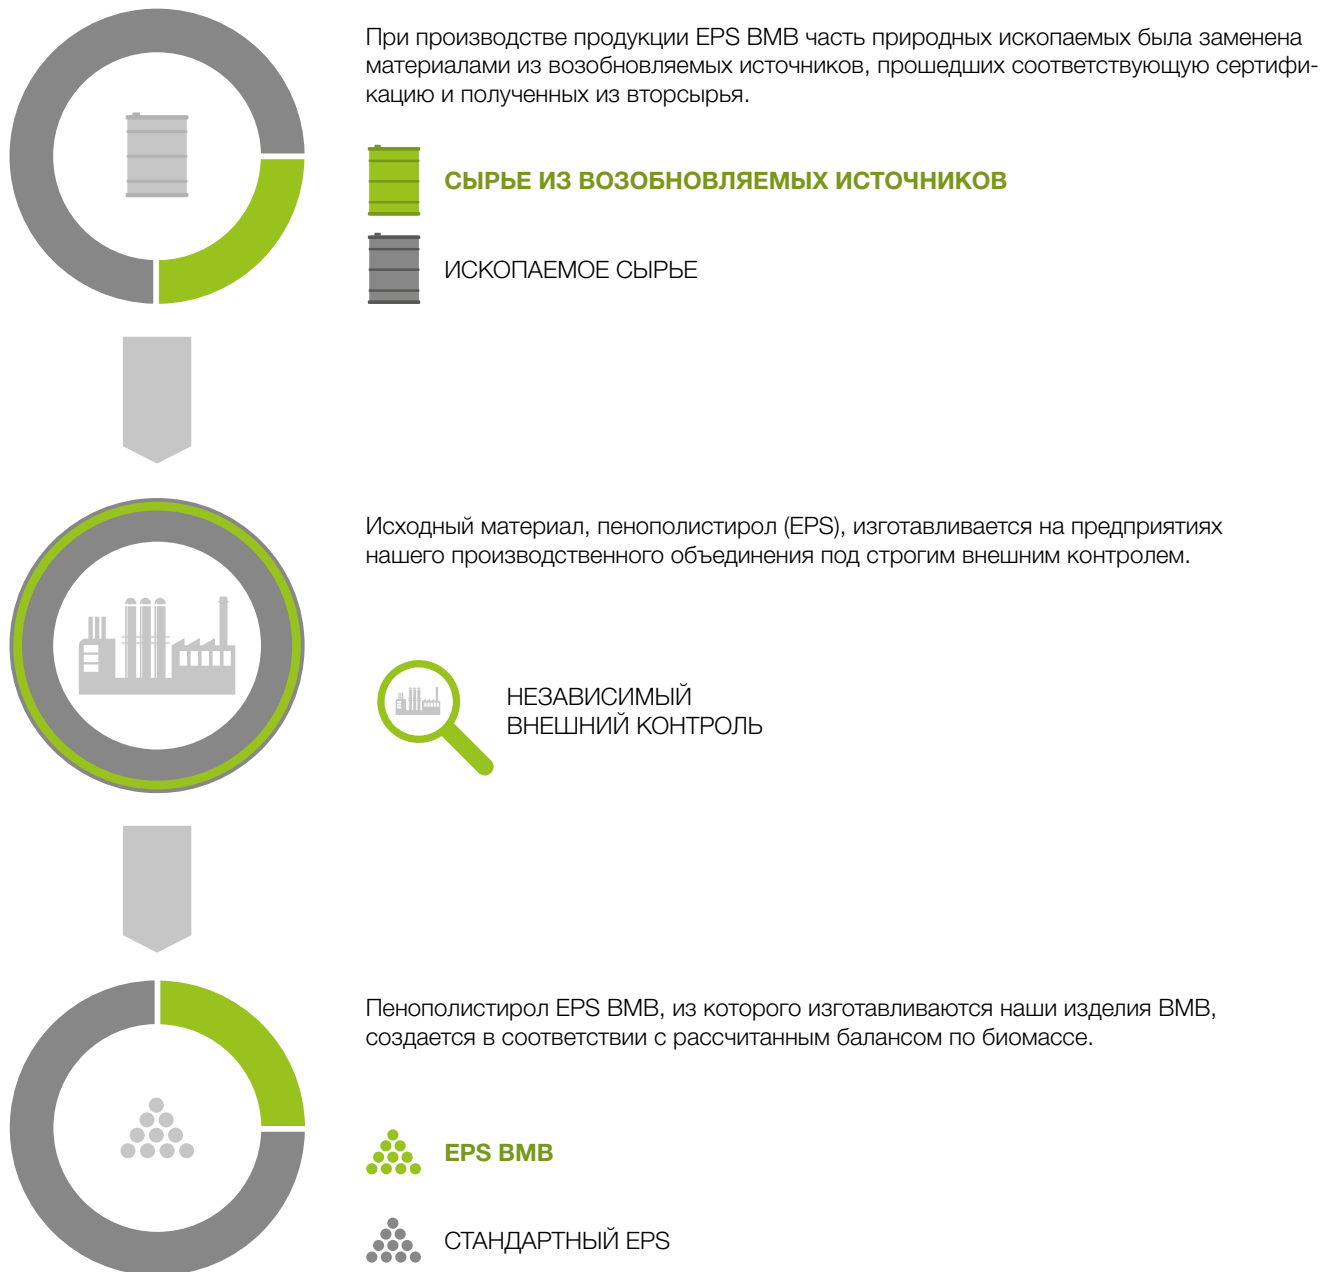 При производстве продукции EPS BMB часть природных ископаемых была заменена
материалами из возобновляемых источников, прошедших соответствующую сертифи-
кацию и полученных из вторсырья.
СЫРЬЕ ИЗ ВОЗОБНОВЛЯЕМЫХ ИСТОЧНИКОВ
ИСКОПАЕМОЕ СЫРЬЕ
Исходный материал, пенополистирол (EPS), изготавливается на предприятиях
нашего производственного объединения под строгим внешним контролем.
НЕЗАВИСИМЫЙ
ВНЕШНИЙ КОНТРОЛЬ
Пенополистирол EPS BMB, из которого изготавливаются наши изделия BMB,
создается в соответствии с рассчитанным балансом по биомассе.
EPS BMB
СТАНДАРТНЫЙ EPS